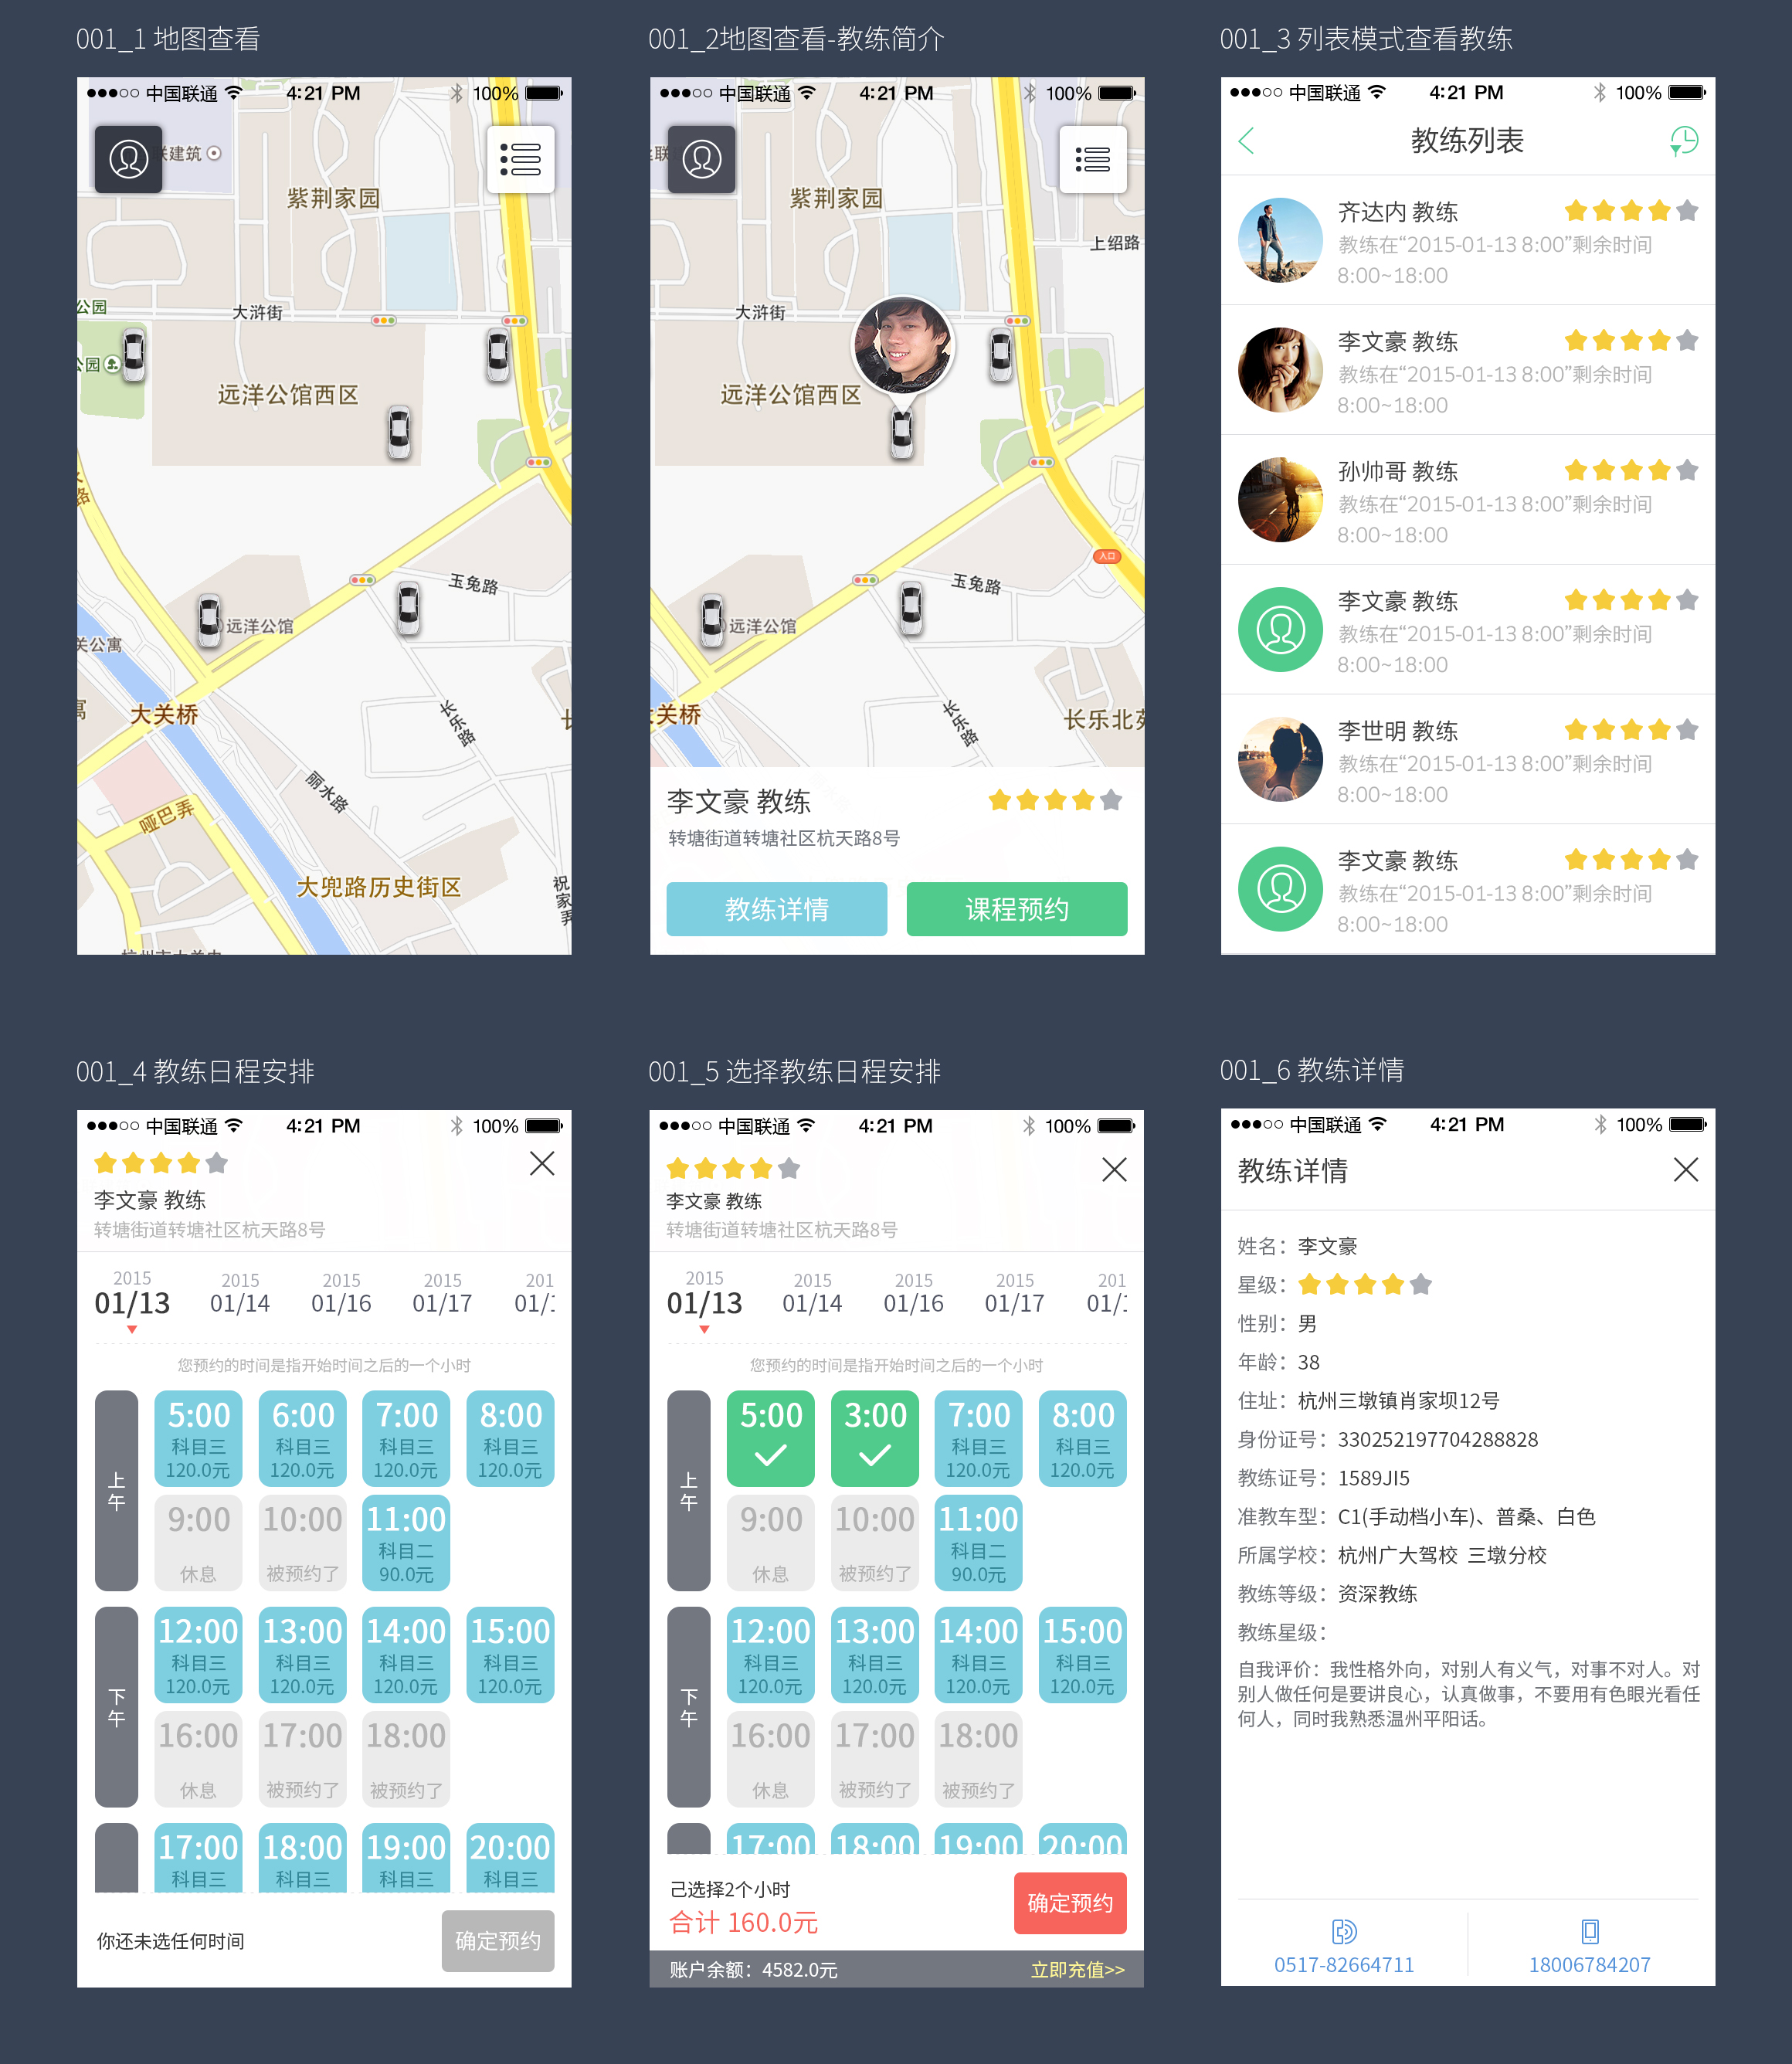 001_1 地图查看
中国联通 4:21 PM 100%
联建筑
紫荆家园
公园
大浒街
公园
远洋公馆西区
路
玉兔路
远洋公馆
关公寓
大关桥
长乐路
丽水路
哑巴弄
大兜路历史街区
祝家弄
001_2地图查看-教练简介
中国联通 4:21 PM 100%
紫荆家园
上绍路
大浒街
远洋公馆西区
入口
玉兔路
远洋公馆
关桥
长乐路
长乐北苑
李文豪 教练
转塘街道转塘社区杭天路8号
教练详情 课程预约
001_3 列表模式查看教练
中国联通 4:21 PM 100%
教练列表
齐达内 教练
教练在“2015-01-13 8:00”剩余时间
8:00~18:00
李文豪 教练
教练在“2015-01-13 8:00”剩余时间
8:00~18:00
孙帅哥 教练
教练在“2015-01-13 8:00”剩余时间
8:00~18:00
李文豪 教练
教练在“2015-01-13 8:00”剩余时间
8:00~18:00
李世明 教练
教练在“2015-01-13 8:00”剩余时间
8:00~18:00
李文豪 教练
教练在“2015-01-13 8:00”剩余时间
8:00~18:00
001_4 教练日程安排
中国联通 4:21 PM 100%
李文豪 教练
转塘街道转塘社区杭天路8号
2015 2015 2015 2015 201
01/13 01/14 01/16 01/17 01/1
您预约的时间是指开始时间之后的一个小时
上午
5:00 6:00 7:00 8:00
科目三 科目三 科目三 科目三
120.0元 120.0元 120.0元 120.0元
9:00 10:00 11:00
科目二
休息 被预约了 90.0元
下午
12:00 13:00 14:00 15:00
科目三 科目三 科目三 科目三
120.0元 120.0元 120.0元 120.0元
16:00 17:00 18:00
休息 被预约了 被预约了
17:00 18:00 19:00 20:00
科目三 科目三 科目三 科目三
你还未选任何时间 确定预约
001_5 选择教练日程安排
中国联通 4:21 PM 100%
李文豪 教练
转塘街道转塘社区杭天路8号
2015 2015 2015 2015 201
01/13 01/14 01/16 01/17 01/1
您预约的时间是指开始时间之后的一个小时
上午
5:00 3:00 7:00 8:00
科目三 科目三
120.0元 120.0元
9:00 10:00 11:00
科目二
休息 被预约了 90.0元
下午
12:00 13:00 14:00 15:00
科目三 科目三 科目三 科目三
120.0元 120.0元 120.0元 120.0元
16:00 17:00 18:00
休息 被预约了 被预约了
17:00 18:00 19:00 20:00
己选择2个小时
合计 160.0元
确定预约
账户余额：4582.0元 立即充值>>
001_6 教练详情
中国联通 4:21 PM 100%
教练详情
姓名：李文豪
星级：
性别：男
年龄：38
住址：杭州三墩镇肖家坝12号
身份证号：330252197704288828
教练证号：1589JI5
准教车型：C1(手动档小车)、普桑、白色
所属学校：杭州广大驾校 三墩分校
教练等级：资深教练
教练星级：
自我评价：我性格外向，对别人有义气，对事不对人。对
别人做任何是要讲良心，认真做事，不要用有色眼光看任
何人，同时我熟悉温州平阳话。
0517-82664711 18006784207